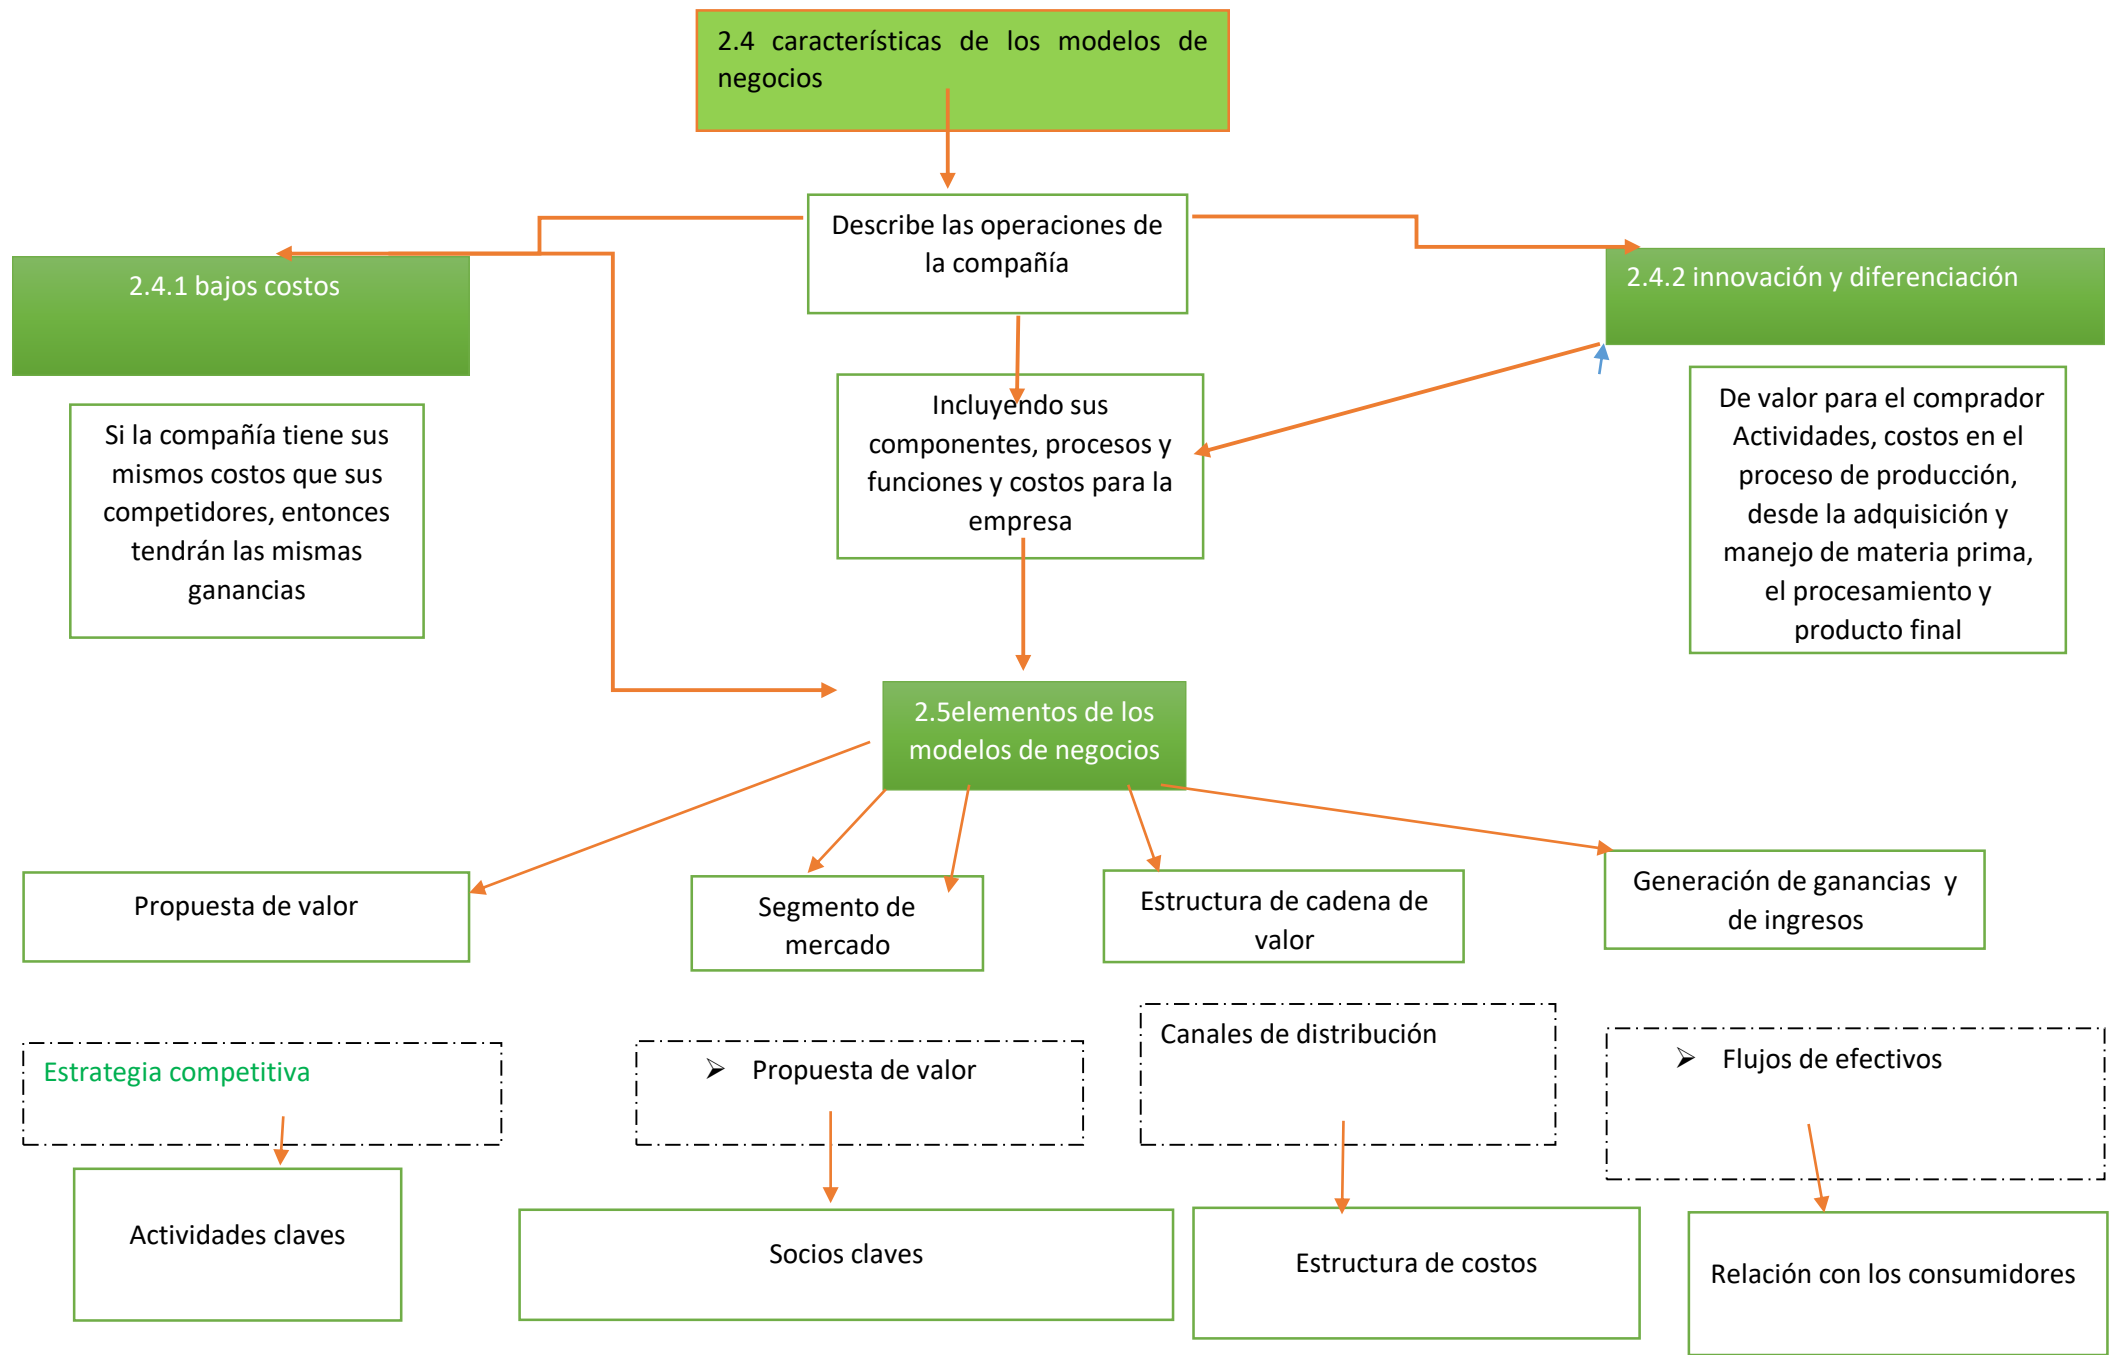 2.4 características de los modelos de
negocios
Describe las operaciones de
la compañía
2.4.1 bajos costos
2.4.2 innovación y diferenciación
Si la compañía tiene sus
mismos costos que sus
competidores, entonces
tendrán las mismas
ganancias
Incluyendo sus
componentes, procesos y
funciones y costos para la
empresa
De valor para el comprador
Actividades, costos en el
proceso de producción,
desde la adquisición y
manejo de materia prima,
el procesamiento y
producto final
2.5elementos de los
modelos de negocios
Propuesta de valor
Segmento de
mercado
Estructura de cadena de
valor
Generación de ganancias y
de ingresos
Estrategia competitiva
➢ Propuesta de valor
Canales de distribución
➢ Flujos de efectivos
Actividades claves
Socios claves
Estructura de costos
Relación con los consumidores